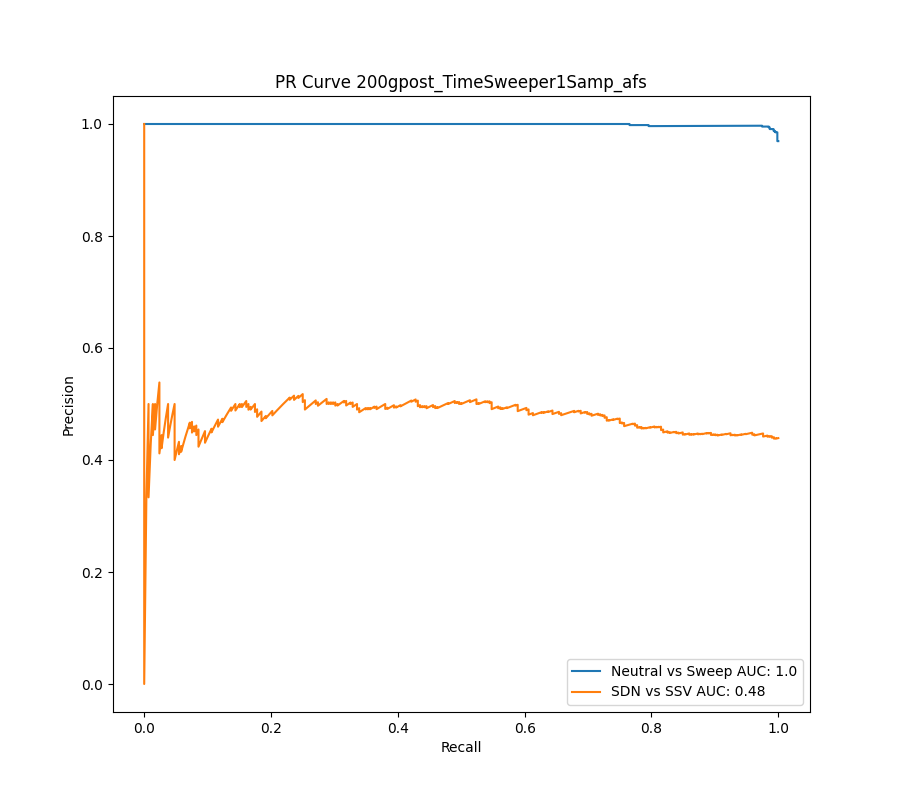 PR Curve 200gpost_TimeSweeper1Samp_afs
1.0
0.8
0.6
0.4
0.2
0.0
Precision
0.0 0.2 0.4 0.6 0.8 1.0
Recall
Neutral vs Sweep AUC: 1.0
SDN vs SSV AUC: 0.48